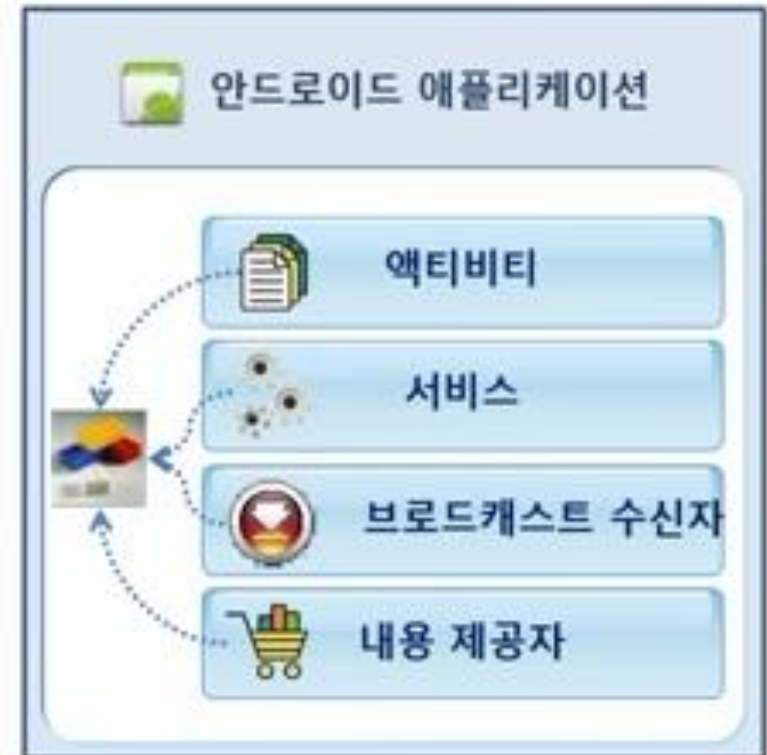 안드로이드 애플리케이션
액티비티
서비스
브로드캐스트 수신자
내용 제공자